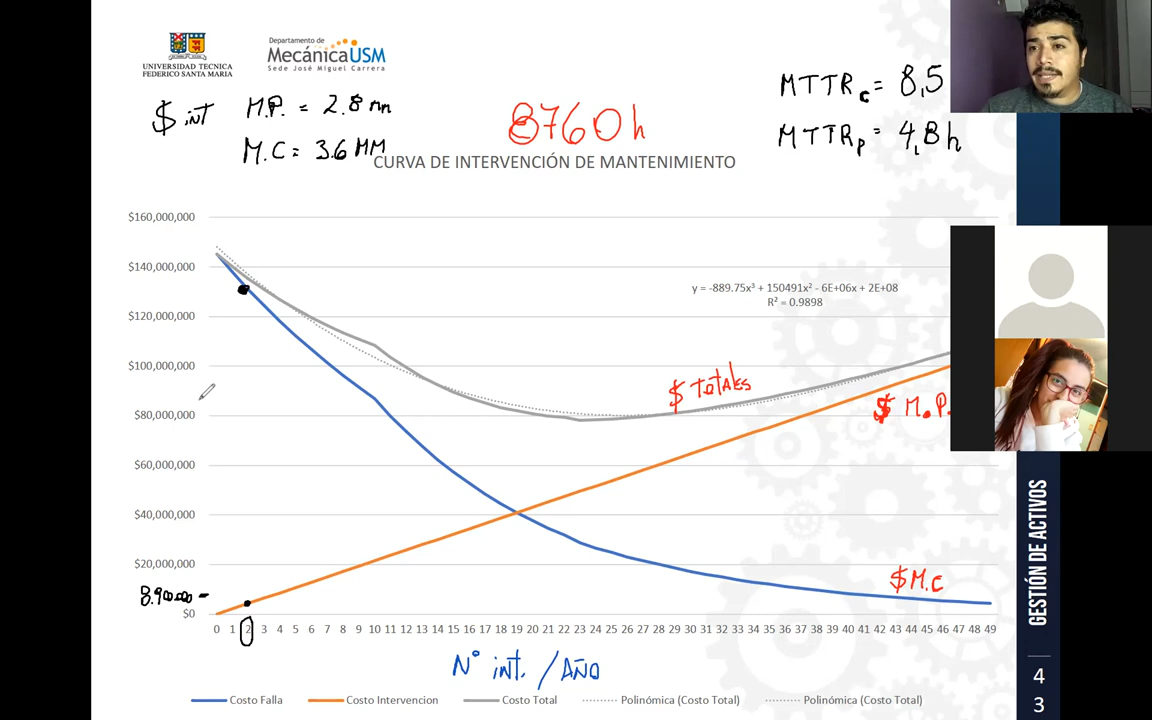 UNIVERSIDAD TECNICA
FEDERICO SANTA MARIA
Departamento de
MecánicaUSM
Sede José Miguel Carrera
$ int M.P. = 2.8 mm
M.C = 3.6 MM
8760 h
MTTRc = 8,5
MTTRp = 4,8 h
CURVA DE INTERVENCIÓN DE MANTENIMIENTO
$160,000,000
$140,000,000
$120,000,000
$100,000,000
$80,000,000
$60,000,000
$40,000,000
$20,000,000
$0
y = -889.75x³ + 150491x² - 6E+06x + 2E+08
R² = 0.9898
$ TOTALES
$ M.P.
$ M.C
0 1 2 3 4 5 6 7 8 9 10 11 12 13 14 15 16 17 18 19 20 21 22 23 24 25 26 27 28 29 30 31 32 33 34 35 36 37 38 39 40 41 42 43 44 45 46 47 48 49
N° int. / AÑO
Costo Falla Costo Intervencion Costo Total Polinómica (Costo Total) Polinómica (Costo Total)
GESTIÓN DE ACTIVOS
4
3